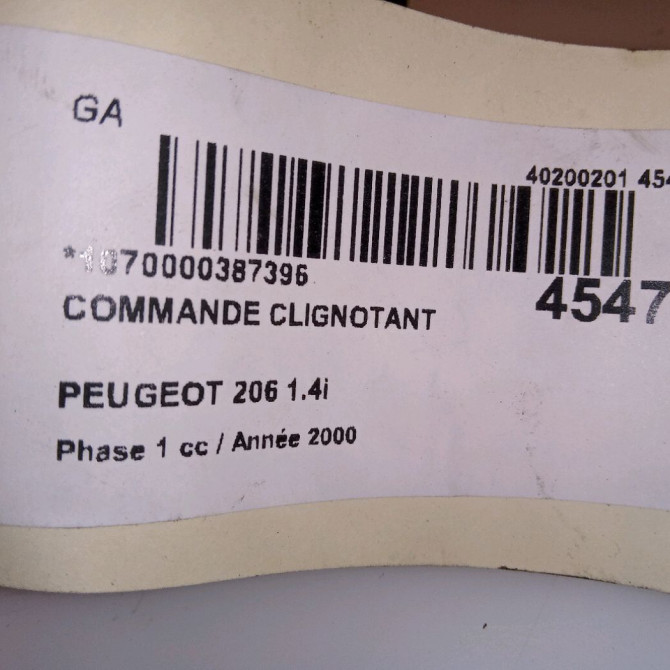 GA
40200201 454
*1070000387396
4547
COMMANDE CLIGNOTANT
PEUGEOT 206 1.4i
Phase 1 cc / Année 2000